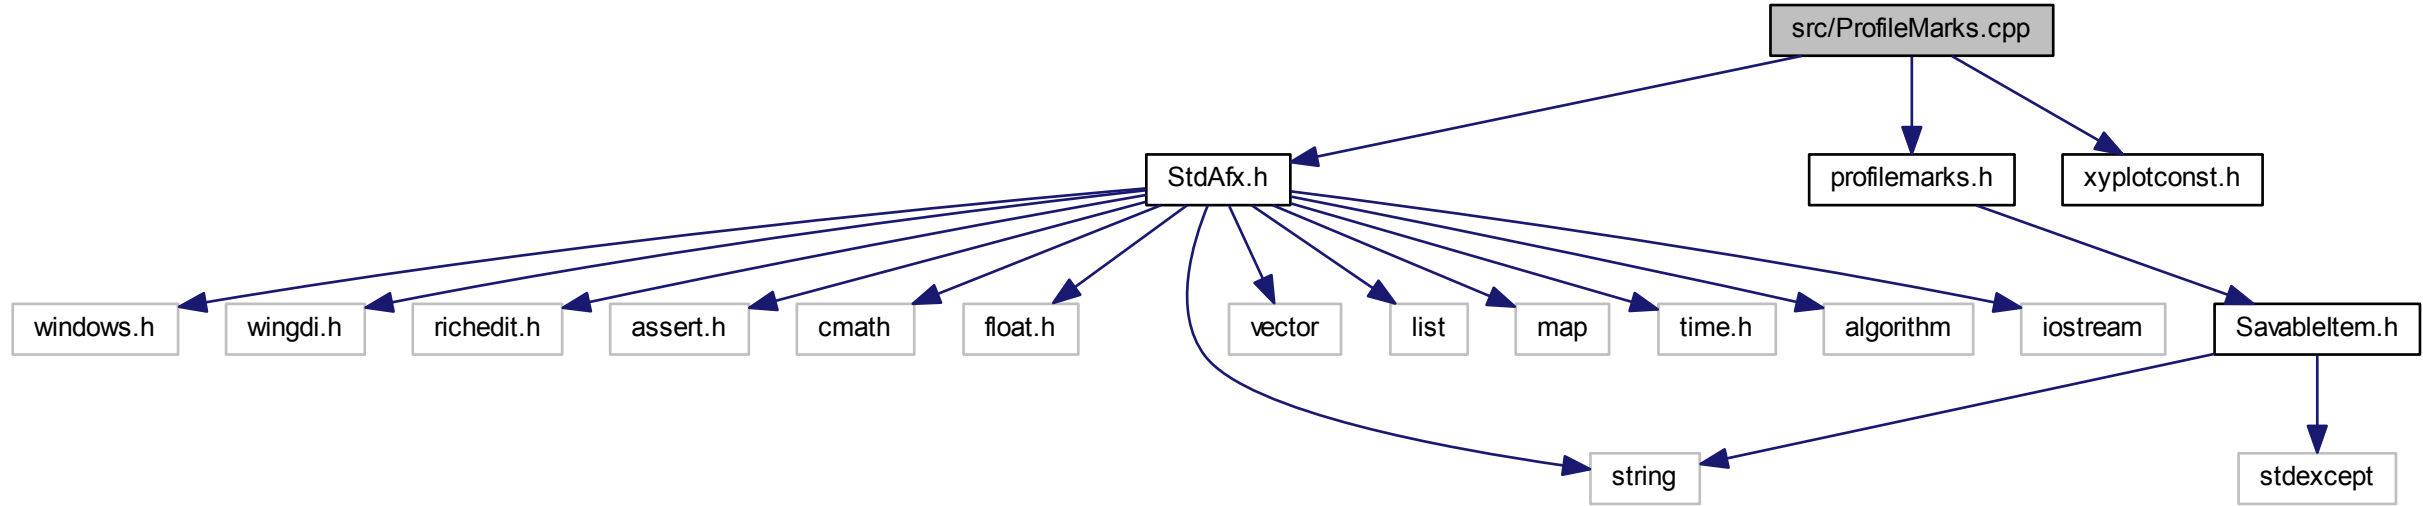 src/ProfileMarks.cpp
StdAfx.h
profilemarks.h
xyplotconst.h
windows.h
wingdi.h
richedit.h
assert.h
cmath
float.h
vector
list
map
time.h
algorithm
iostream
SavableItem.h
string
stdexcept